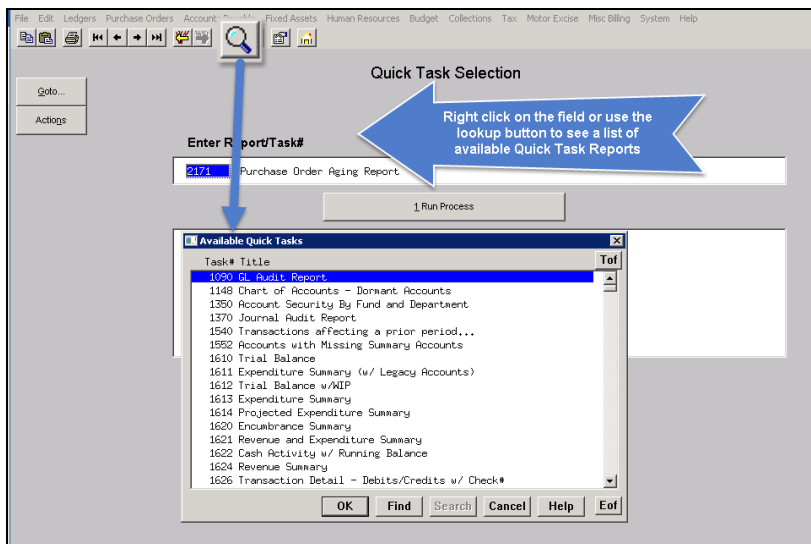 File Edit Ledgers Purchase Orders Accounts Payable Fixed Assets Human Resources Budget Collections Tax Motor Excise Misc Billing System Help
Quick Task Selection
Goto...
Actions
Right click on the field or use the
lookup button to see a list of
available Quick Task Reports
Enter Report/Task#
2171 Purchase Order Aging Report
1 Run Process
Available Quick Tasks
Task# Title
Tof
1090 GL Audit Report
1148 Chart of Accounts - Dormant Accounts
1350 Account Security By Fund and Department
1370 Journal Audit Report
1540 Transactions affecting a prior period...
1552 Accounts with Missing Summary Accounts
1610 Trial Balance
1611 Expenditure Summary (w/ Legacy Accounts)
1612 Trial Balance w/WIP
1613 Expenditure Summary
1614 Projected Expenditure Summary
1620 Encumbrance Summary
1621 Revenue and Expenditure Summary
1622 Cash Activity w/ Running Balance
1624 Revenue Summary
1626 Transaction Detail - Debits/Credits w/ Check#
OK Find Search Cancel Help Eof